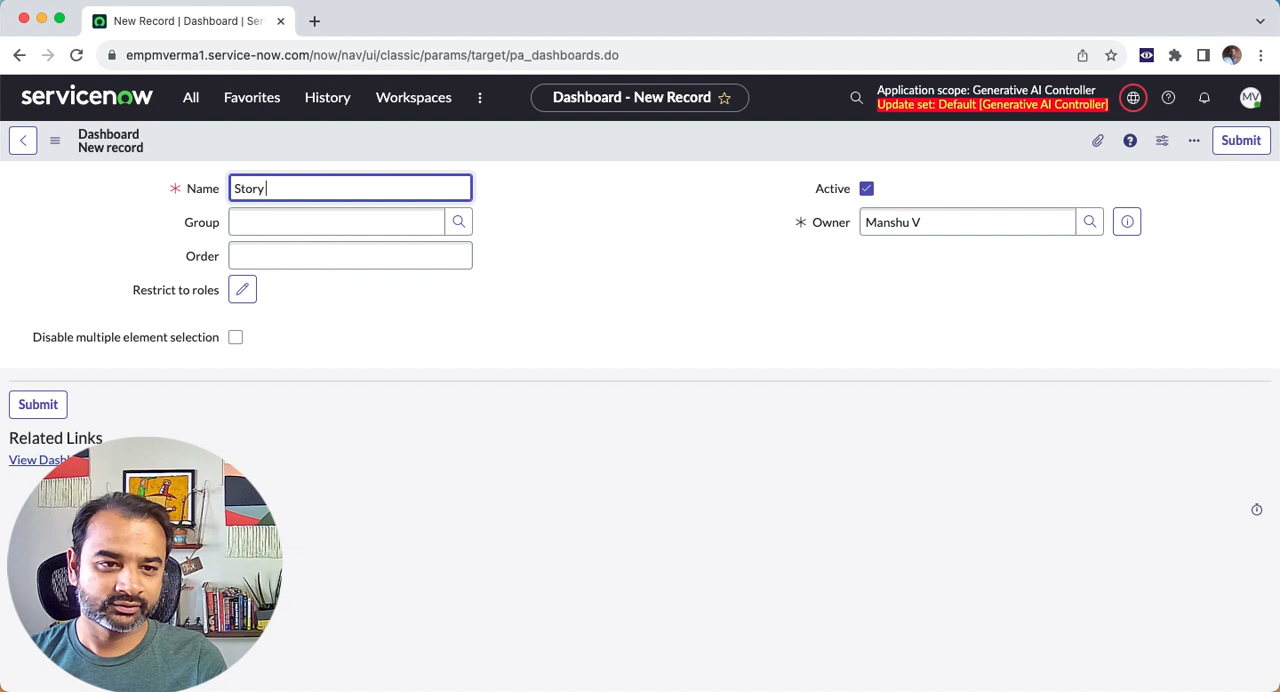 New Record | Dashboard | Ser
empmverma1.service-now.com/now/nav/ui/classic/params/target/pa_dashboards.do
servicenow
All
Favorites
History
Workspaces
Dashboard - New Record
Application scope: Generative AI Controller
Update set: Default [Generative AI Controller]
MV
Dashboard
New record
Submit
* Name
Story
Active
Group
* Owner
Manshu V
Order
Restrict to roles
Disable multiple element selection
Submit
Related Links
View Dash